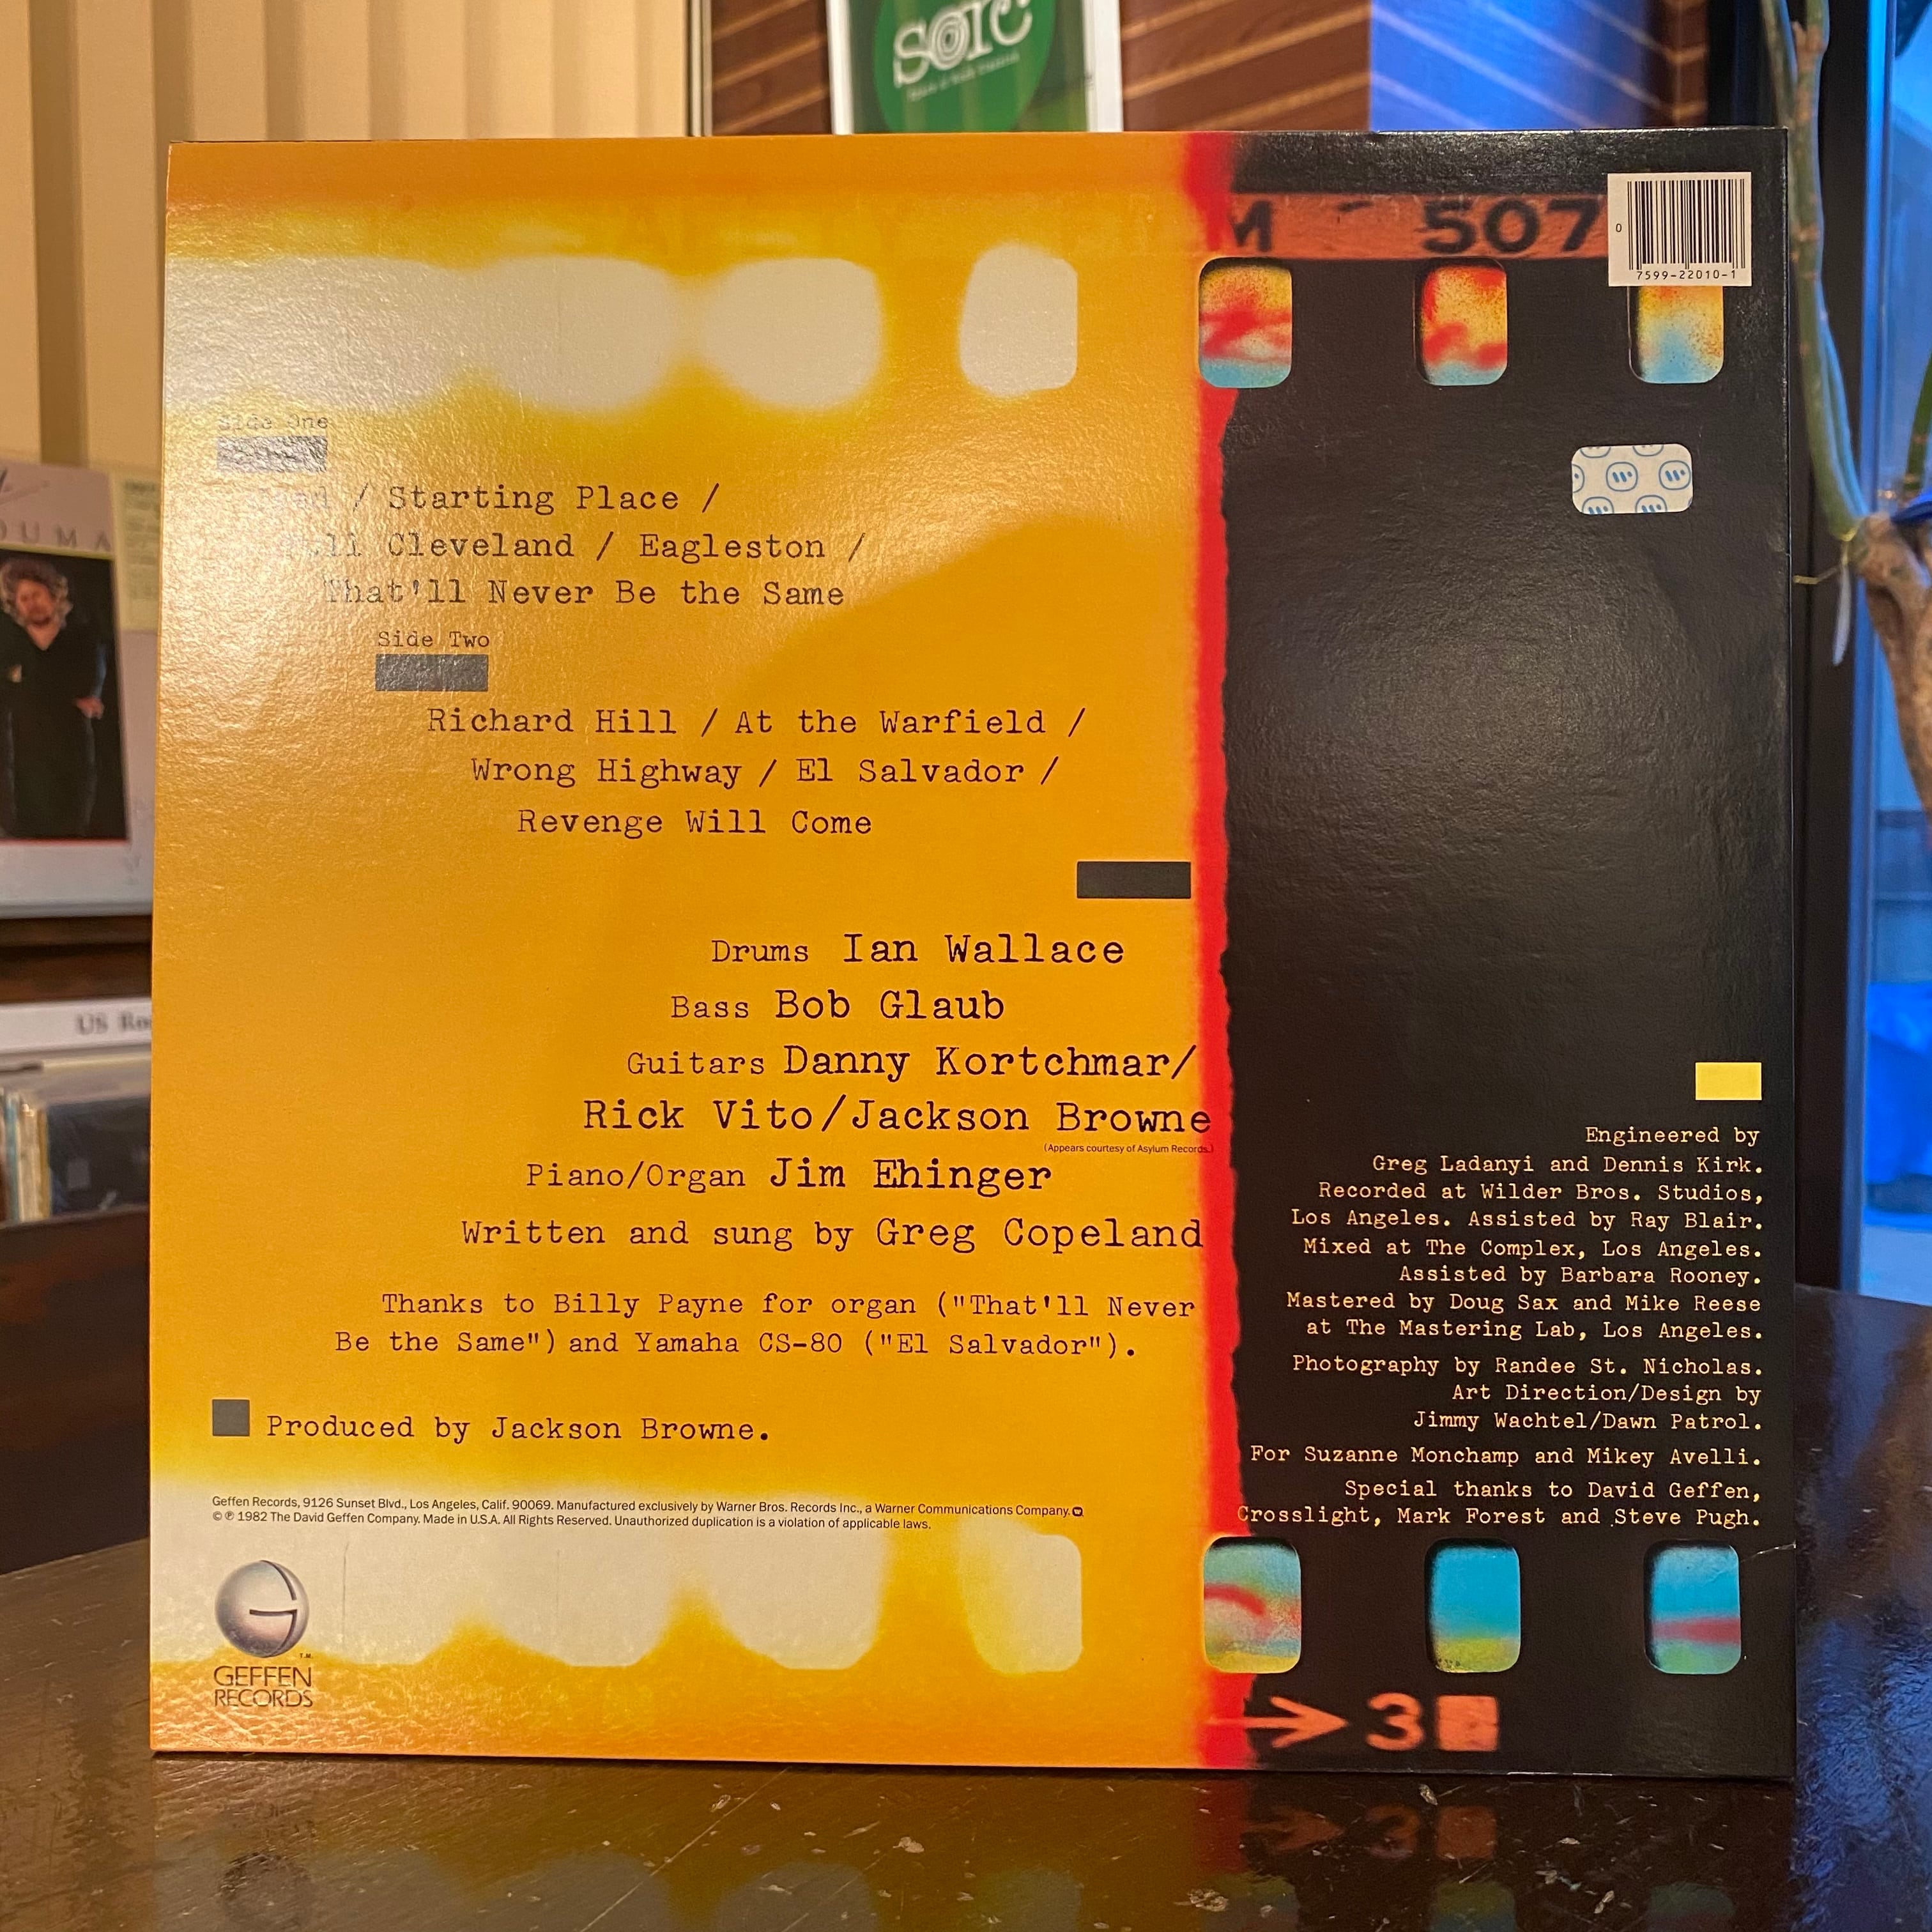 sorc
OUMA
US Ro
M 507
0
7599-22010-1
Side One
/ Starting Place /
Cleveland / Eagleston /
That'll Never Be the Same
Side Two
Richard Hill / At the Warfield /
Wrong Highway / El Salvador /
Revenge Will Come
Drums Ian Wallace
Bass Bob Glaub
Guitars Danny Kortchmar/
Rick Vito/Jackson Browne
(Appears courtesy of Asylum Records.)
Piano/Organ Jim Ehinger
Written and sung by Greg Copeland
Thanks to Billy Payne for organ ("That'll Never
Be the Same") and Yamaha CS-80 ("El Salvador").
Produced by Jackson Browne.
Geffen Records, 9126 Sunset Blvd., Los Angeles, Calif. 90069. Manufactured exclusively by Warner Bros. Records Inc., a Warner Communications Company.
© ℗ 1982 The David Geffen Company. Made in U.S.A. All Rights Reserved. Unauthorized duplication is a violation of applicable laws.
G
T.M.
GEFFEN
RECORDS
Engineered by
Greg Ladanyi and Dennis Kirk.
Recorded at Wilder Bros. Studios,
Los Angeles. Assisted by Ray Blair.
Mixed at The Complex, Los Angeles.
Assisted by Barbara Rooney.
Mastered by Doug Sax and Mike Reese
at The Mastering Lab, Los Angeles.
Photography by Randee St. Nicholas.
Art Direction/Design by
Jimmy Wachtel/Dawn Patrol.
For Suzanne Monchamp and Mikey Avelli.
Special thanks to David Geffen,
Crosslight, Mark Forest and Steve Pugh.
→ 3